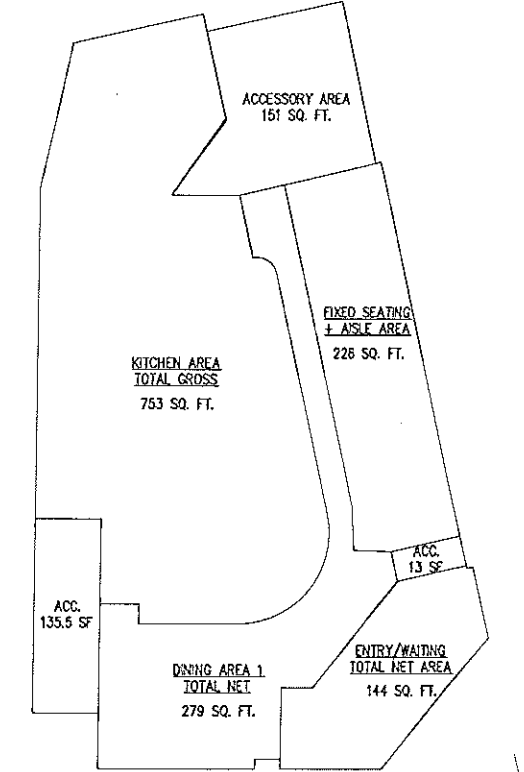 ACCESSORY AREA
151 SQ. FT.
FIXED SEATING
+ AISLE AREA
228 SQ. FT.
KITCHEN AREA
TOTAL GROSS
753 SQ. FT.
ACC.
13 SF
ACC.
135.5 SF
ENTRY/WAITING
TOTAL NET AREA
144 SQ. FT.
DINING AREA 1
TOTAL NET
279 SQ. FT.